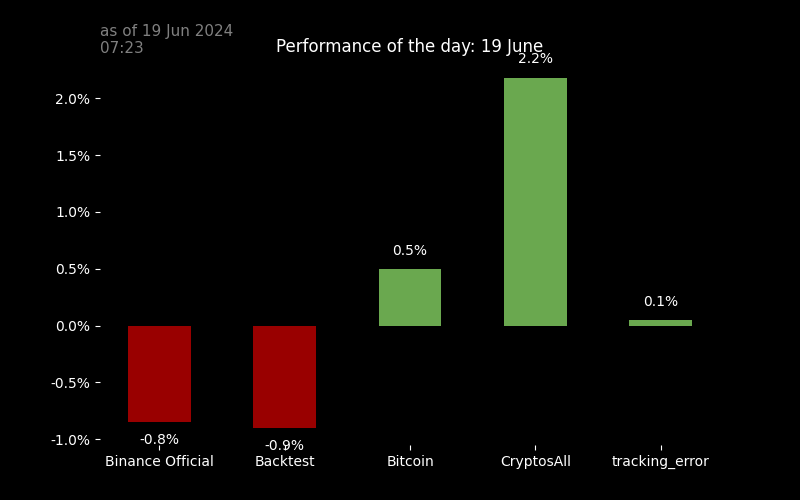 as of 19 Jun 2024
07:23
Performance of the day: 19 June
2.2%
2.0%
1.5%
1.0%
0.5%
0.5%
0.1%
0.0%
-0.5%
-1.0%
-0.8%
-0.9%
Binance Official
Backtest
Bitcoin
CryptosAll
tracking_error